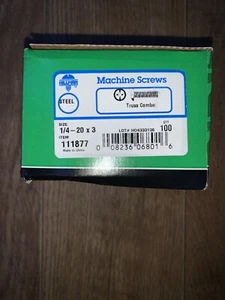 HILLMAN
Machine Screws
STEEL
Truss Combo
SIZE
1/4-20 x 3
ITEM
111877
Made in China
QTY
100
0 08236 06801 6